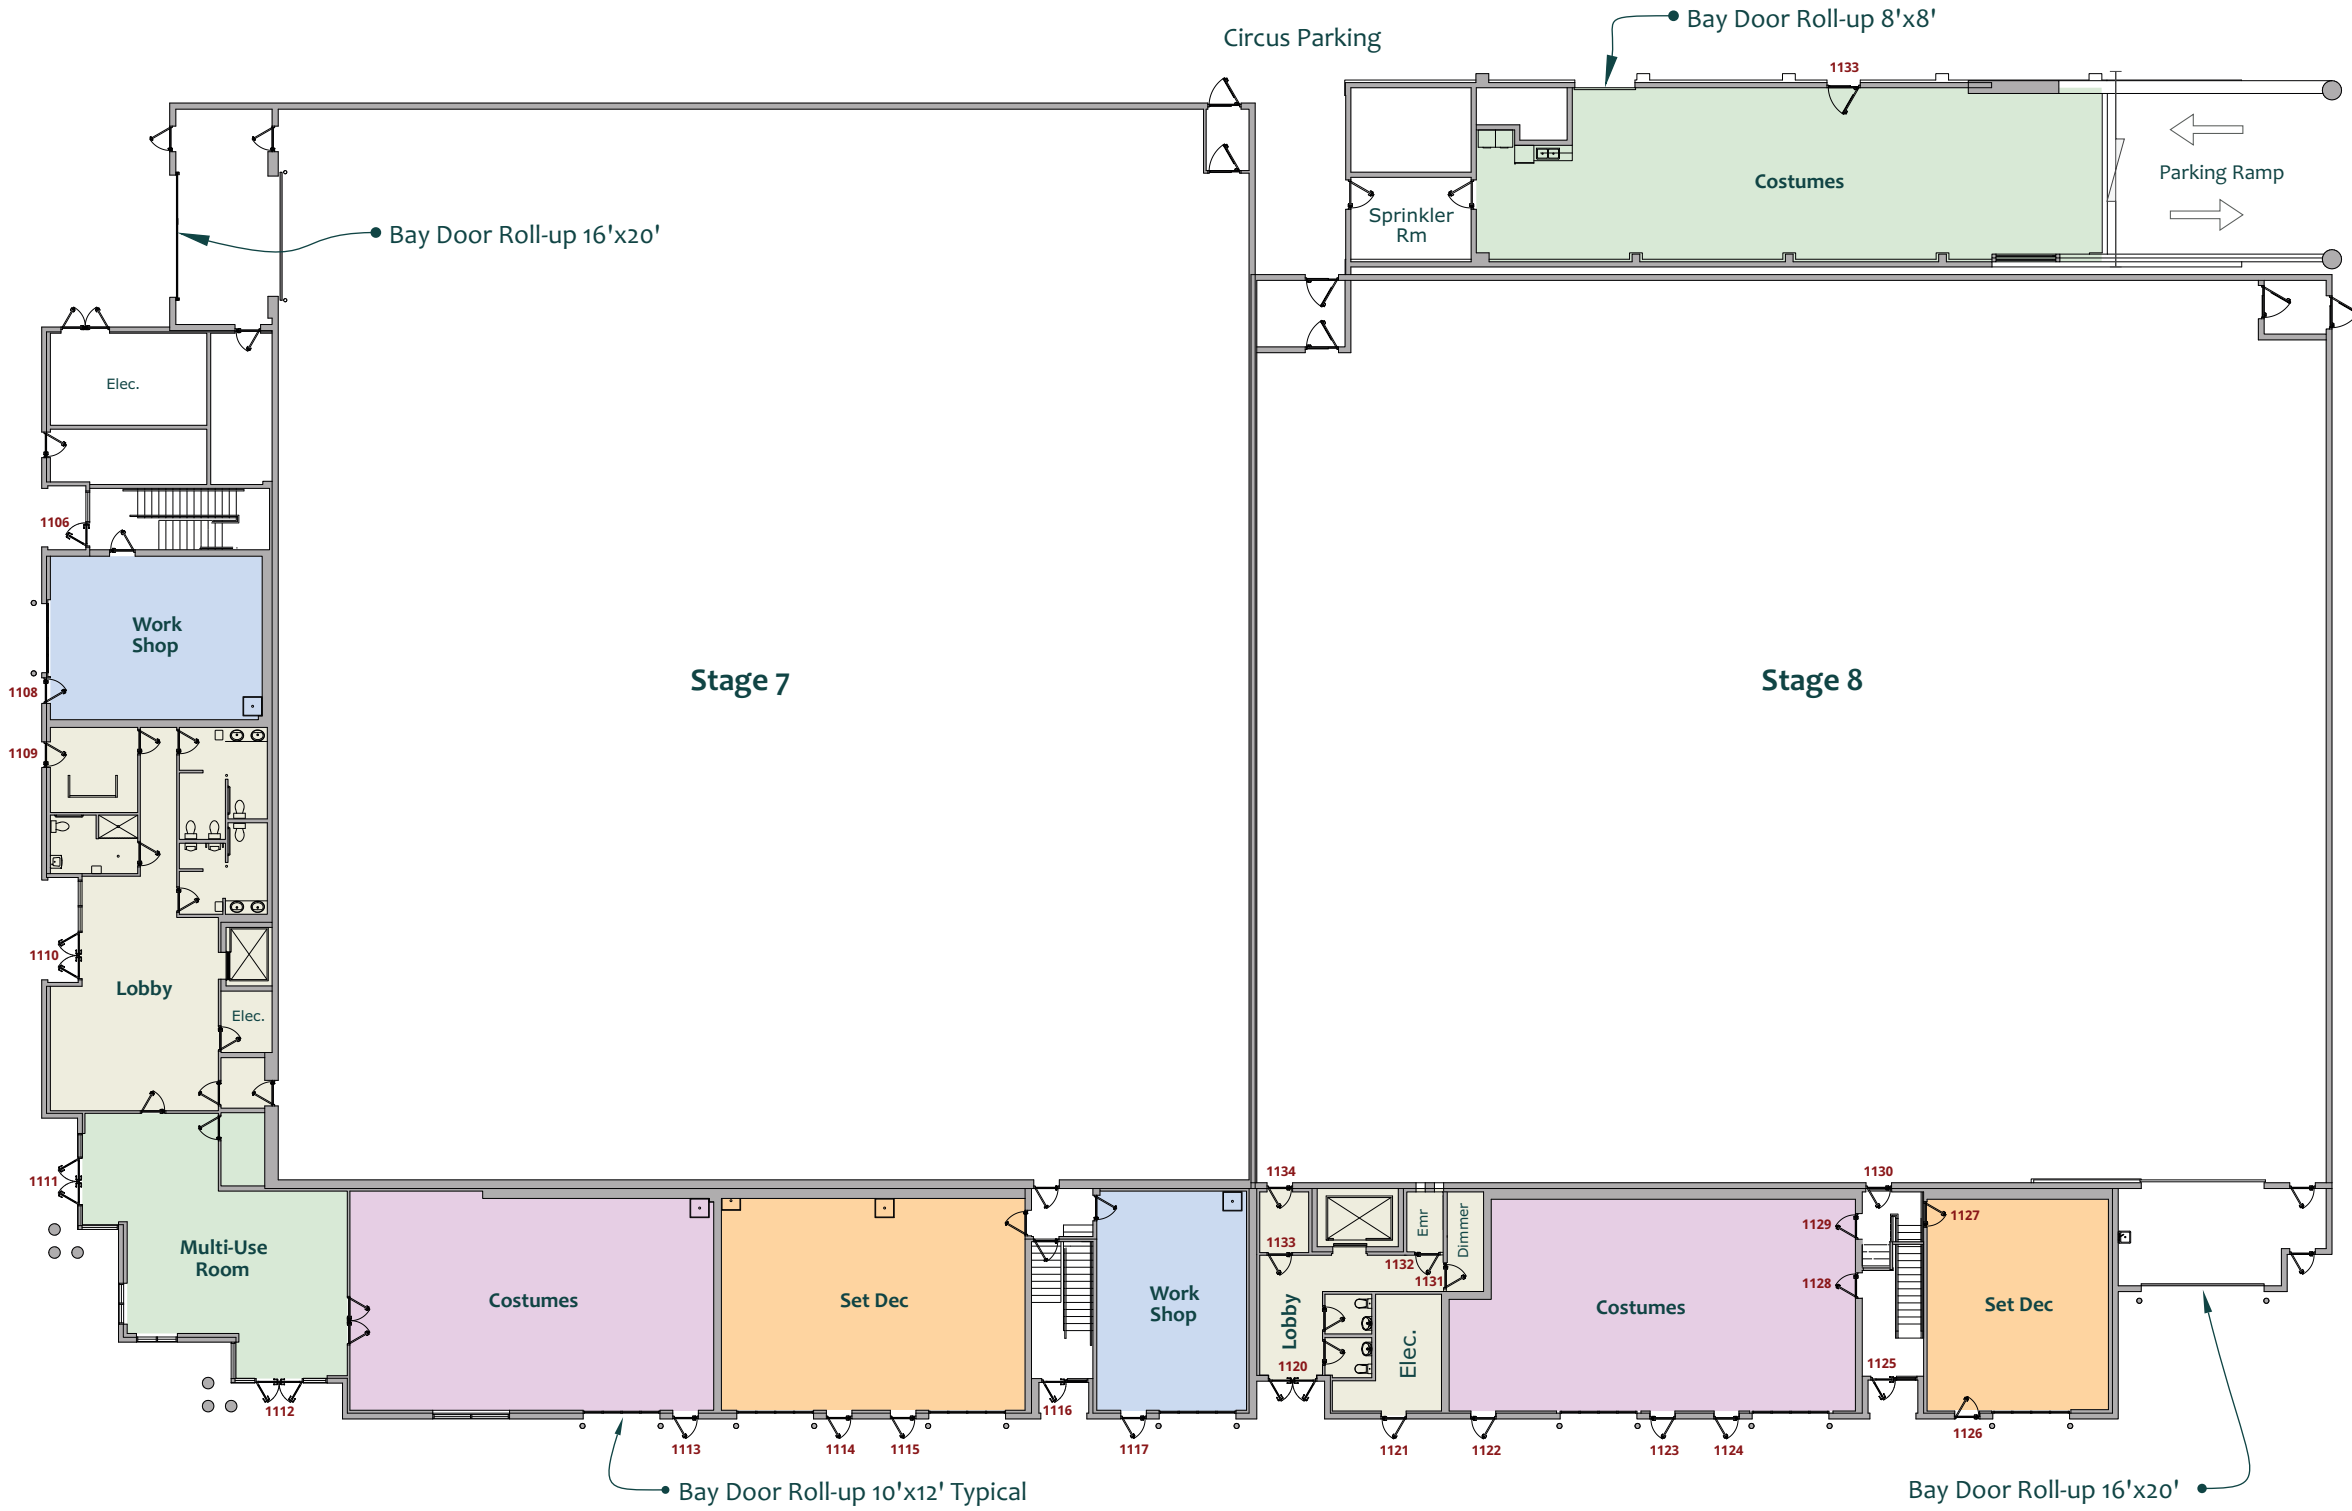 Bay Door Roll-up 8'x8'
Circus Parking
1133
Parking Ramp
Costumes
Sprinkler
Rm
Bay Door Roll-up 16'x20'
Elec.
1106
Work
Shop
1108
1109
Stage 7
Stage 8
1110
Lobby
Elec.
1111
1134
1130
Multi-Use
Room
Costumes
Set Dec
Work
Shop
1133
Emr
Dimmer
1132
1131
1129
1127
1128
Costumes
Set Dec
Lobby
Elec.
1120
1125
1112
1116
1113
1114
1115
1117
1121
1122
1123
1124
1126
Bay Door Roll-up 10'x12' Typical
Bay Door Roll-up 16'x20'